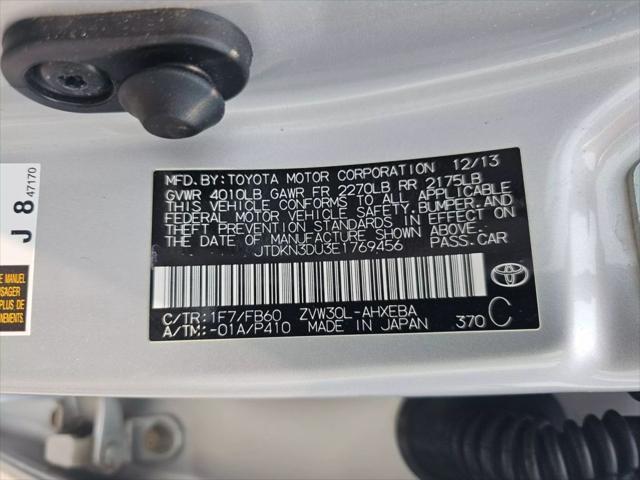 MFD.BY:TOYOTA MOTOR CORPORATION 12/13
GVWR 4010LB GAWR FR 2270LB RR 2175LB
THIS VEHICLE CONFORMS TO ALL APPLICABLE
FEDERAL MOTOR VEHICLE SAFETY, BUMPER, AND
THEFT PREVENTION STANDARDS IN EFFECT ON
THE DATE OF MANUFACTURE SHOWN ABOVE.
JTDKN3DU3E1769456 PASS.CAR
C/TR:1F7/FB60 ZVW30L-AHXEBA
A/TM:-01A/P410 MADE IN JAPAN 370 C
J 8 47170
E MANUEL
USAGER
PLUS DE